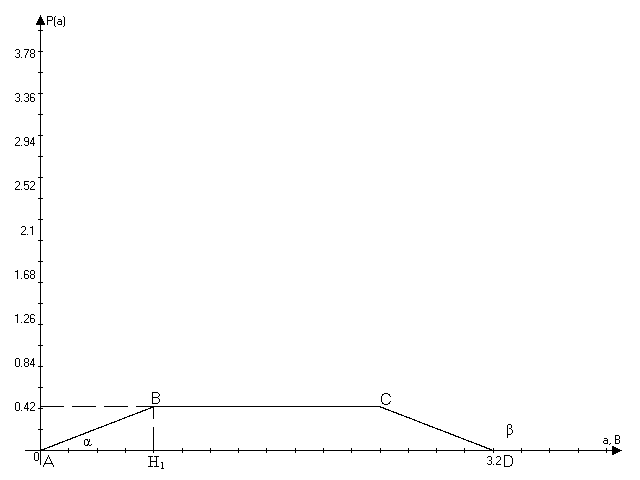 P(a)
3.78
3.36
2.94
2.52
2.1
1.68
1.26
0.84
0.42
B
C
α
β
a, B
0
A
H₁
3.2
D